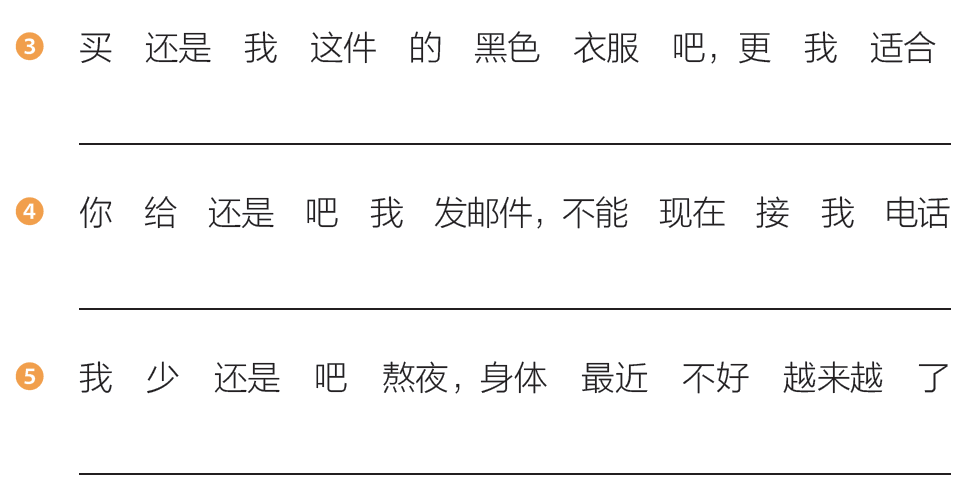 3 买 还是 我 这件 的 黑色 衣服 吧，更 我 适合
4 你 给 还是 吧 我 发邮件，不能 现在 接 我 电话
5 我 少 还是 吧 熬夜，身体 最近 不好 越来越 了